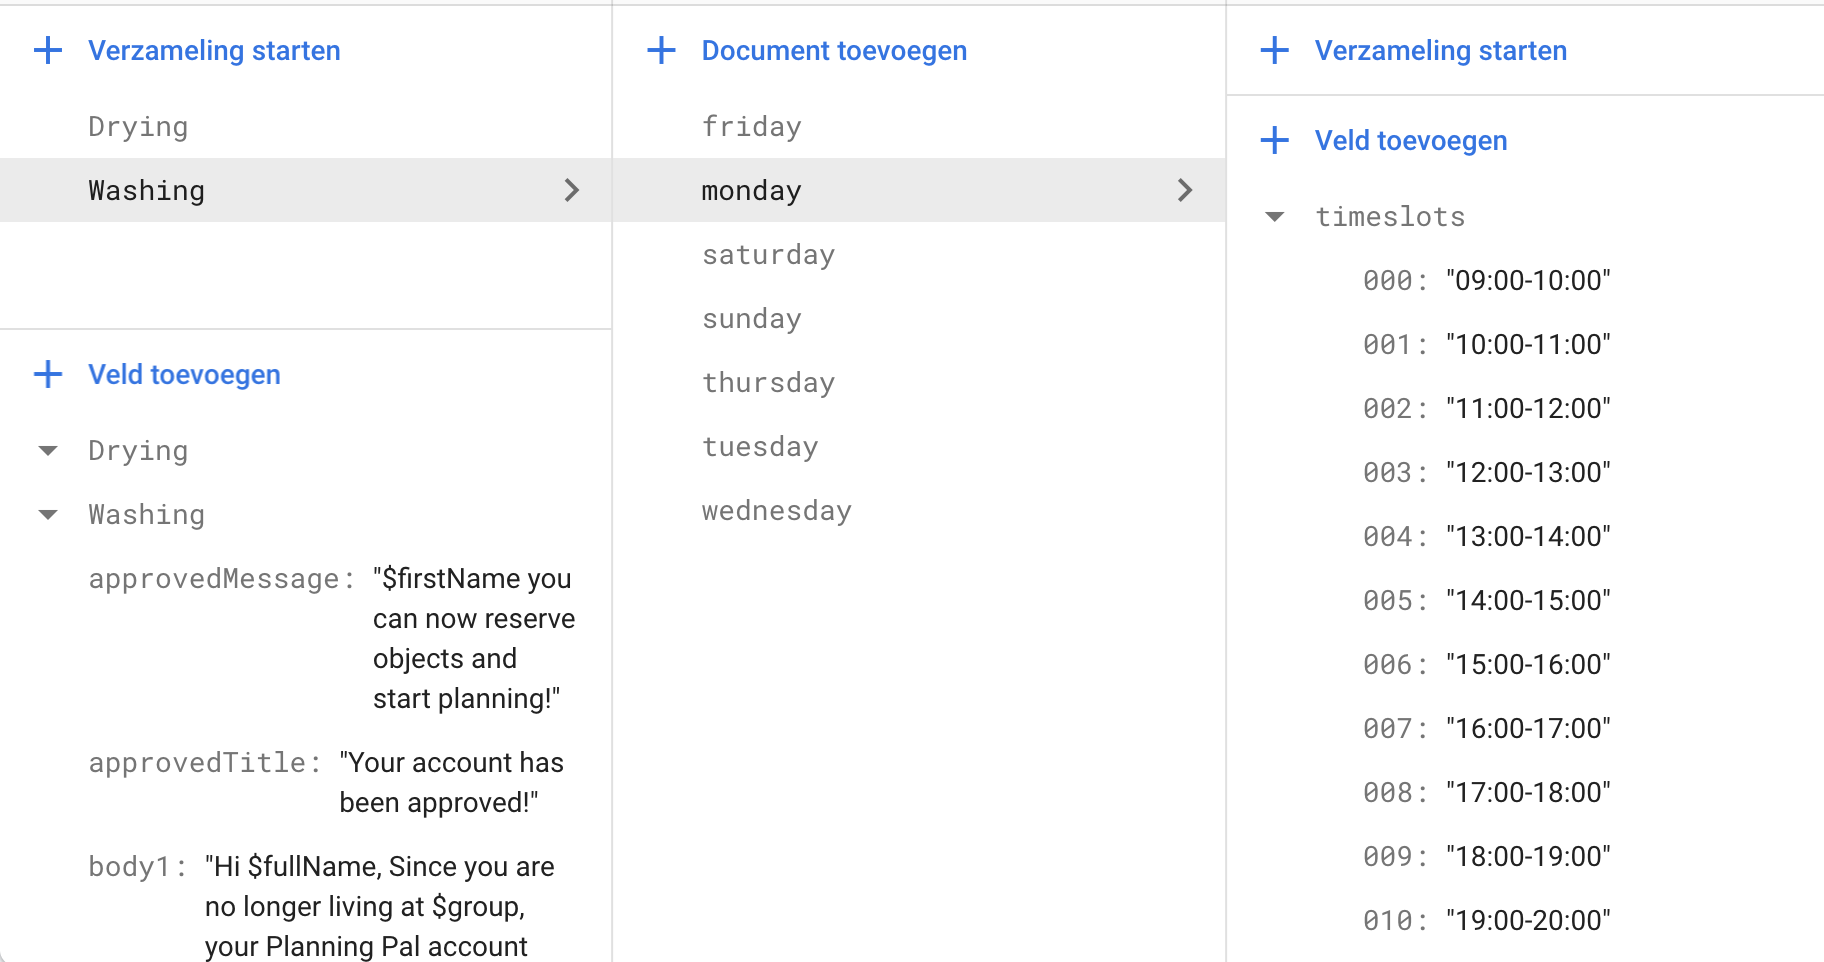 Verzameling starten
Drying
Washing
Veld toevoegen
Drying
Washing
approvedMessage: "$firstName you
can now reserve
objects and
start planning!"
approvedTitle: "Your account has
been approved!"
body1: "Hi $fullName, Since you are
no longer living at $group,
your Planning Pal account
Document toevoegen
friday
monday
saturday
sunday
thursday
tuesday
wednesday
Verzameling starten
Veld toevoegen
timeslots
000: "09:00-10:00"
001: "10:00-11:00"
002: "11:00-12:00"
003: "12:00-13:00"
004: "13:00-14:00"
005: "14:00-15:00"
006: "15:00-16:00"
007: "16:00-17:00"
008: "17:00-18:00"
009: "18:00-19:00"
010: "19:00-20:00"